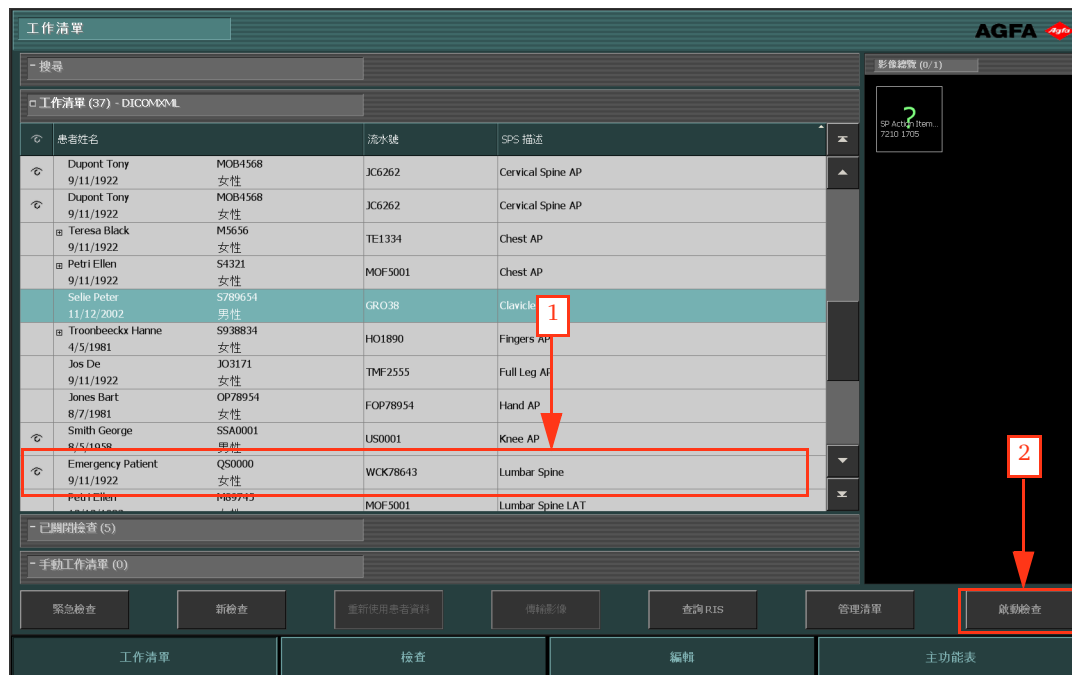 工作清單
AGFA Agfa
- 搜尋
影像總覽 (0/1)
工作清單 (37) - DICOMXML
?
SP Action Item...
7210 1705
患者姓名 流水號 SPS 描述
Dupont Tony MOB4568
9/11/1922 女性 JC6262 Cervical Spine AP
Dupont Tony MOB4568
9/11/1922 女性 JC6262 Cervical Spine AP
Teresa Black M5656
9/11/1922 女性 TE1334 Chest AP
Petri Ellen S4321
9/11/1922 女性 MOF5001 Chest AP
Selie Peter S789654
11/12/2002 男性 GRO38 Clavicle
1
Troonbeeckx Hanne S938834
4/5/1981 女性 HO1890 Fingers AP
Jos De JO3171
9/11/1922 女性 TMF2555 Full Leg AP
Jones Bart OP78954
8/7/1981 女性 FOP78954 Hand AP
Smith George SSA0001
8/5/1958 男性 US0001 Knee AP
2
Emergency Patient QS0000
9/11/1922 女性 WCK78643 Lumbar Spine
Petri Ellen M89745
MOF5001 Lumbar Spine LAT
- 已關閉檢查 (5)
- 手動工作清單 (0)
緊急檢查 新檢查 重新使用患者資料 傳輸影像 查詢RIS 管理清單 啟動檢查
工作清單 檢查 編輯 主功能表